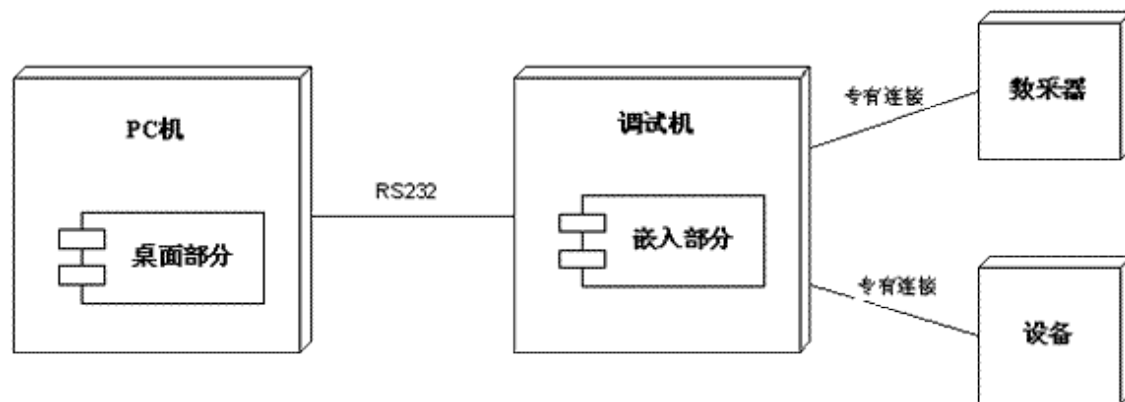 PC机
桌面部分
RS232
调试机
嵌入部分
专有连接
数采器
专有连接
设备